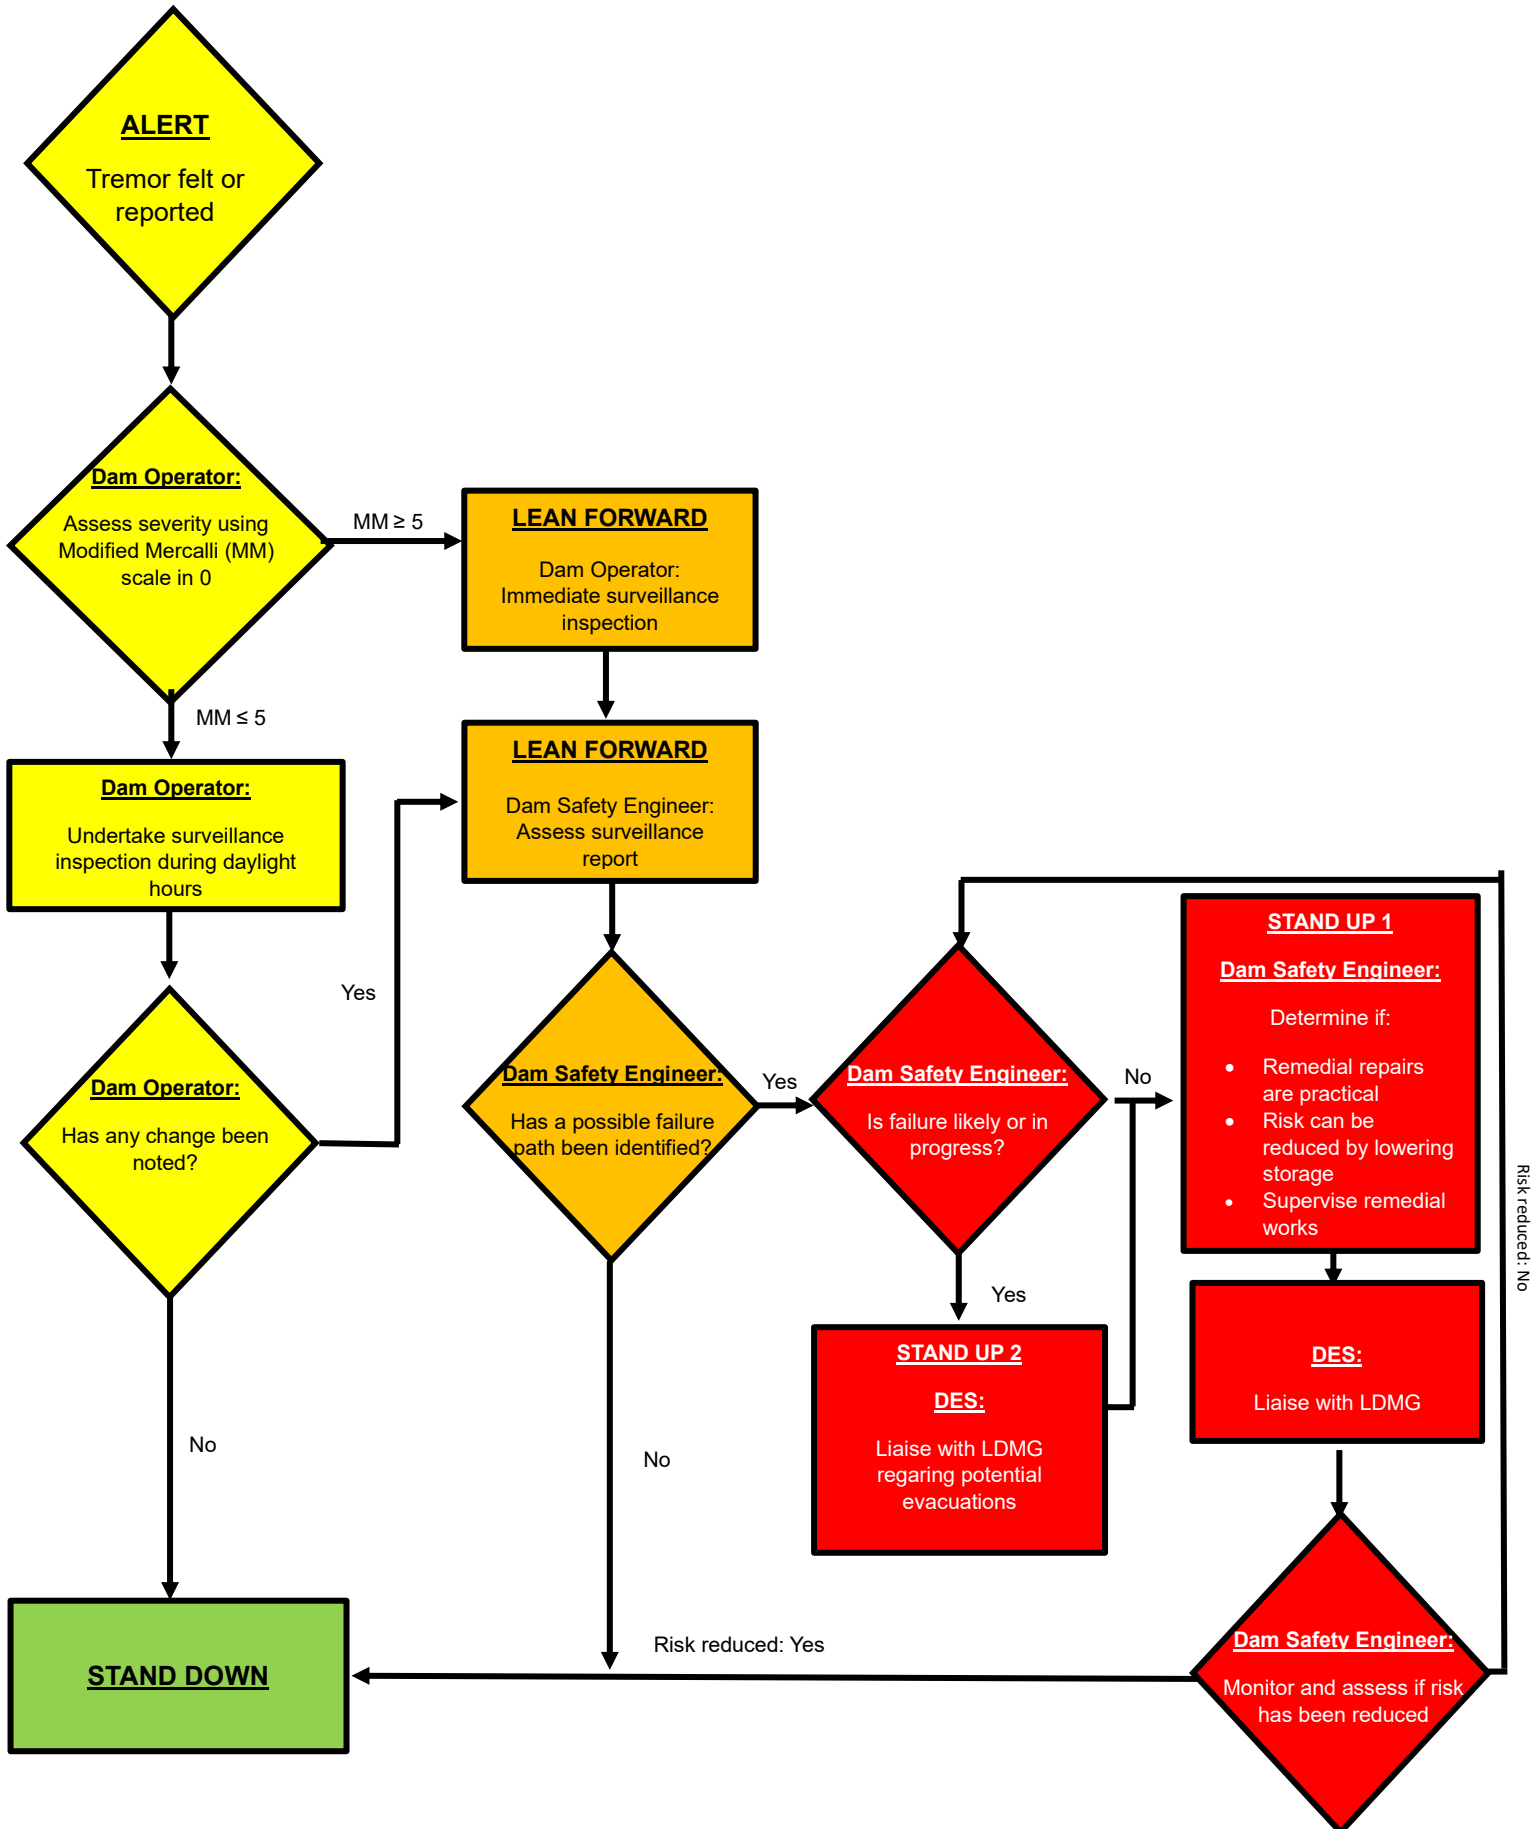 ALERT
Tremor felt or
reported
Dam Operator:
Assess severity using
Modified Mercalli (MM)
scale in 0
MM ≥ 5
LEAN FORWARD
Dam Operator:
Immediate surveillance
inspection
MM ≤ 5
LEAN FORWARD
Dam Safety Engineer:
Assess surveillance
report
Dam Operator:
Undertake surveillance
inspection during daylight
hours
Yes
Dam Operator:
Has any change been
noted?
No
Dam Safety Engineer:
Has a possible failure
path been identified?
Yes
No
Dam Safety Engineer:
Is failure likely or in
progress?
No
Yes
STAND UP 1
Dam Safety Engineer:
Determine if:
• Remedial repairs
are practical
• Risk can be
reduced by lowering
storage
• Supervise remedial
works
Risk reduced: No
STAND UP 2
DES:
Liaise with LDMG
regaring potential
evacuations
DES:
Liaise with LDMG
Dam Safety Engineer:
Monitor and assess if risk
has been reduced
Risk reduced: Yes
STAND DOWN